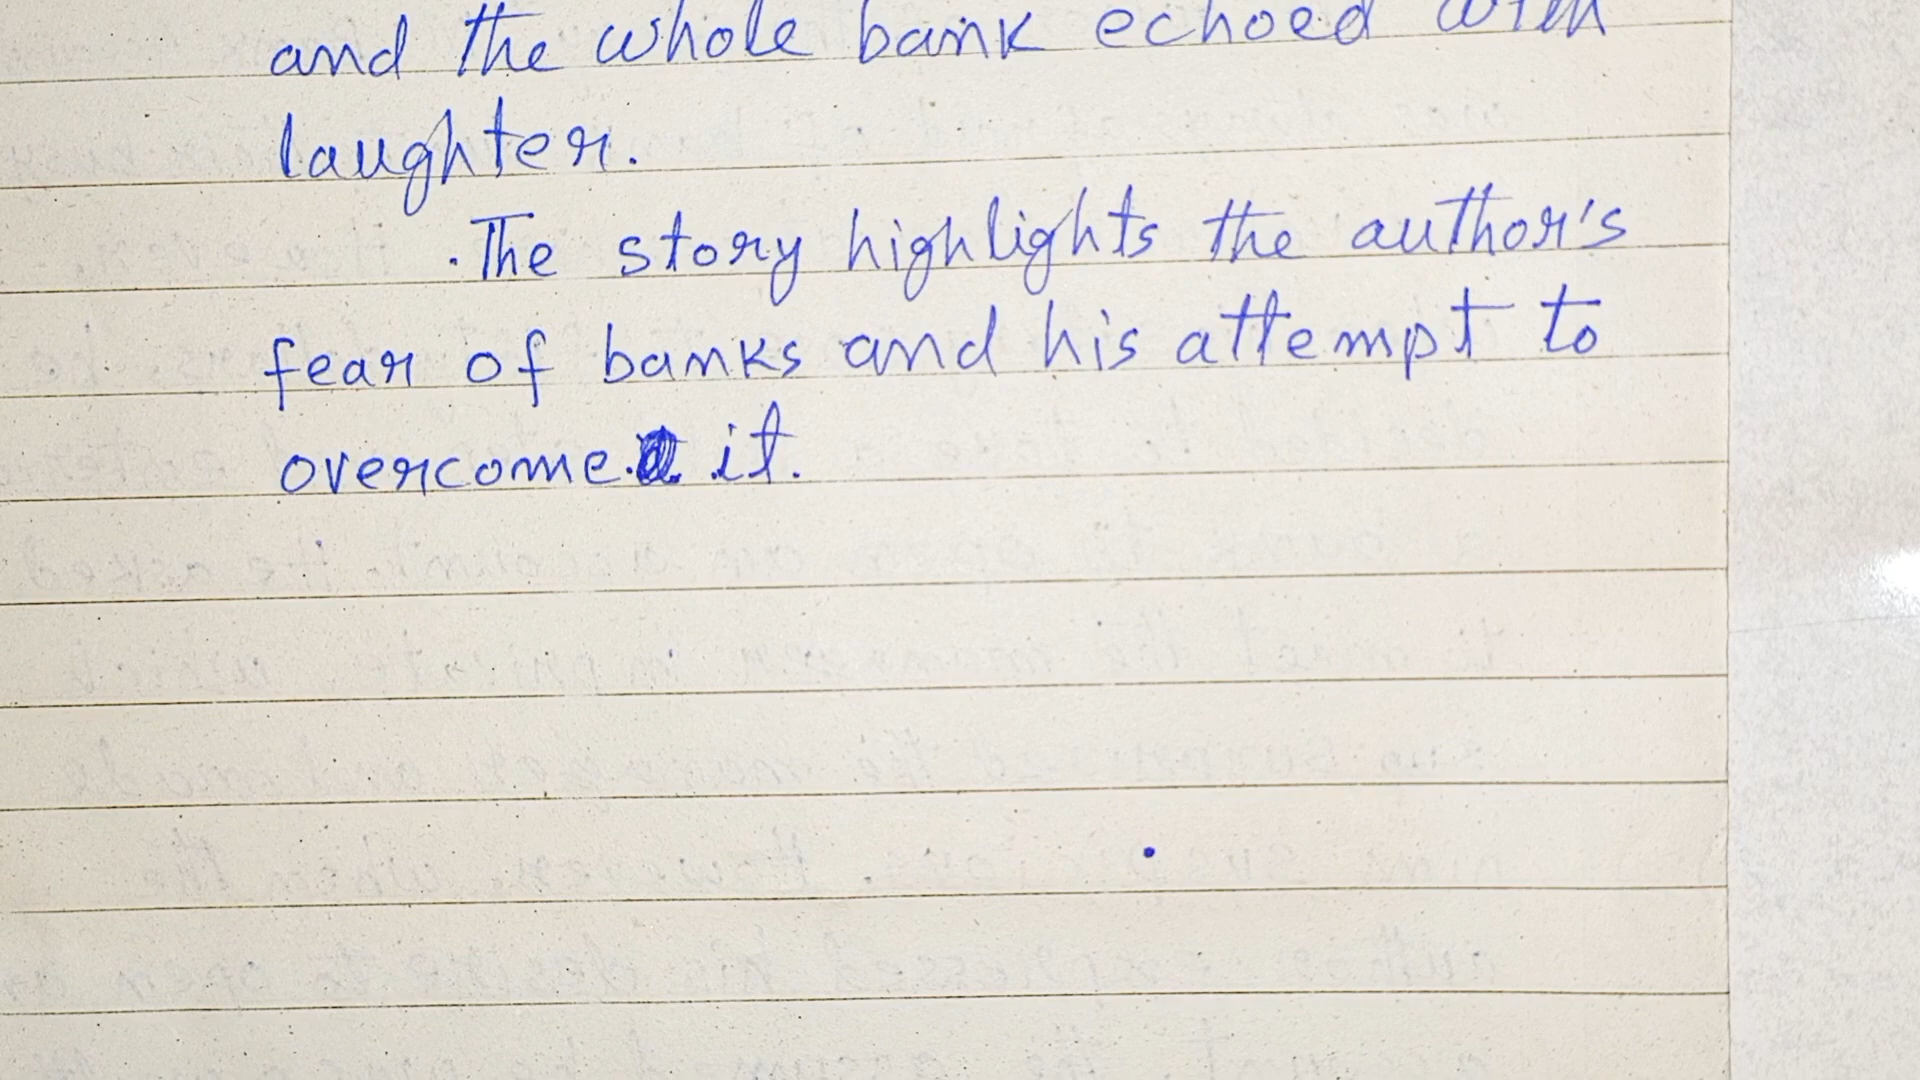 and the whole bank echoed with
laughter.
The story highlights the author's
fear of banks and his attempt to
overcome it.